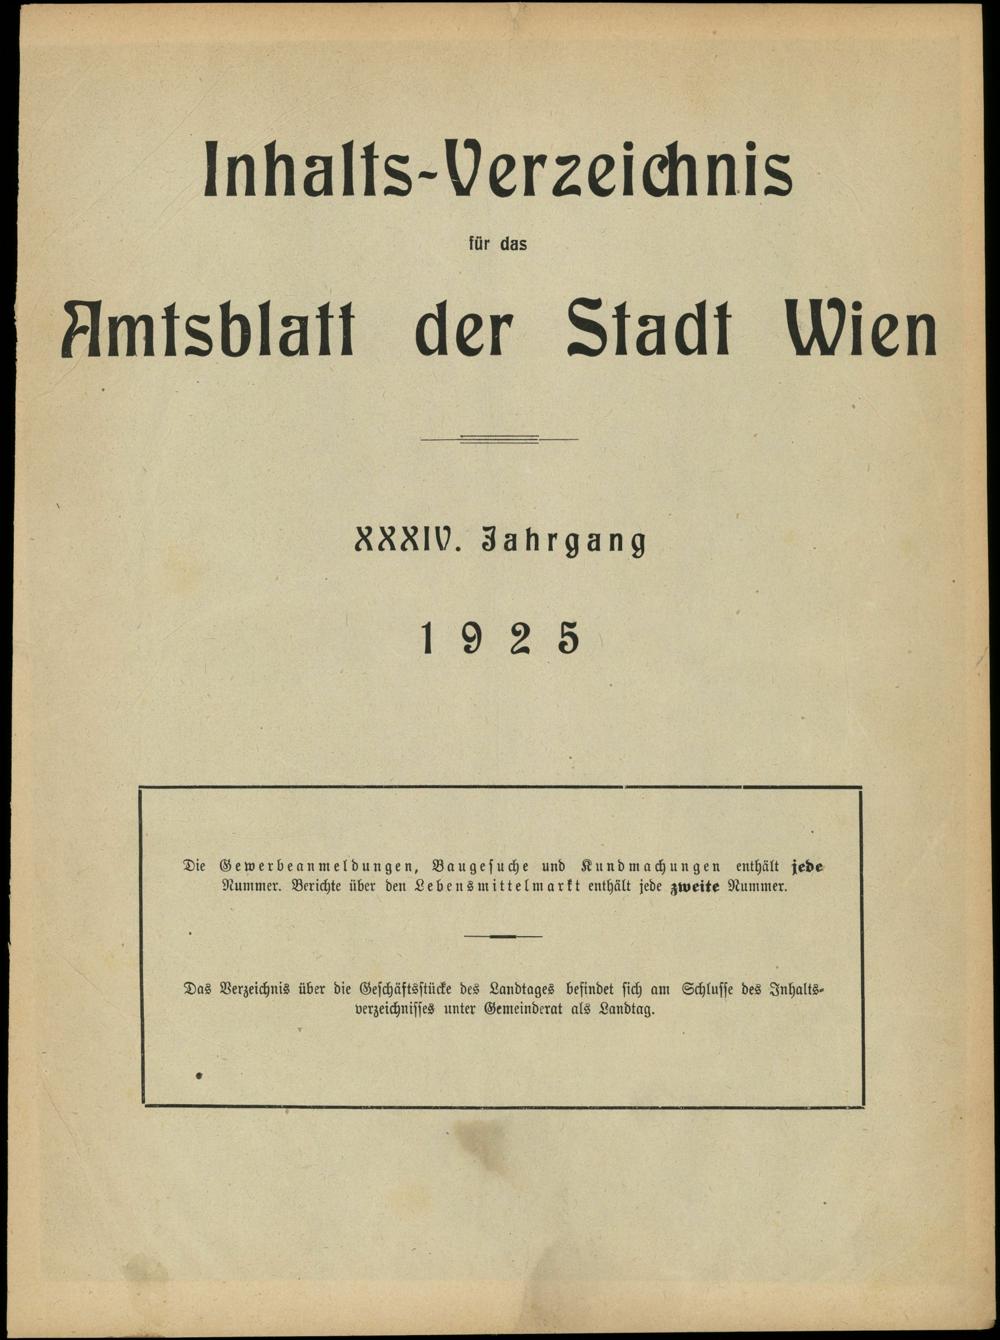 Inhalts-Verzeichnis
für das
Amtsblatt der Stadt Wien
XXXIV. Jahrgang
1925
Die Gewerbeanmeldungen, Baugesuche und Kundmachungen enthält jede
Nummer. Berichte über den Lebensmittelmarkt enthält jede zweite Nummer.
Das Verzeichnis über die Geschäftsstücke des Landtages befindet sich am Schlusse des Inhalts-
verzeichnisses unter Gemeinderat als Landtag.